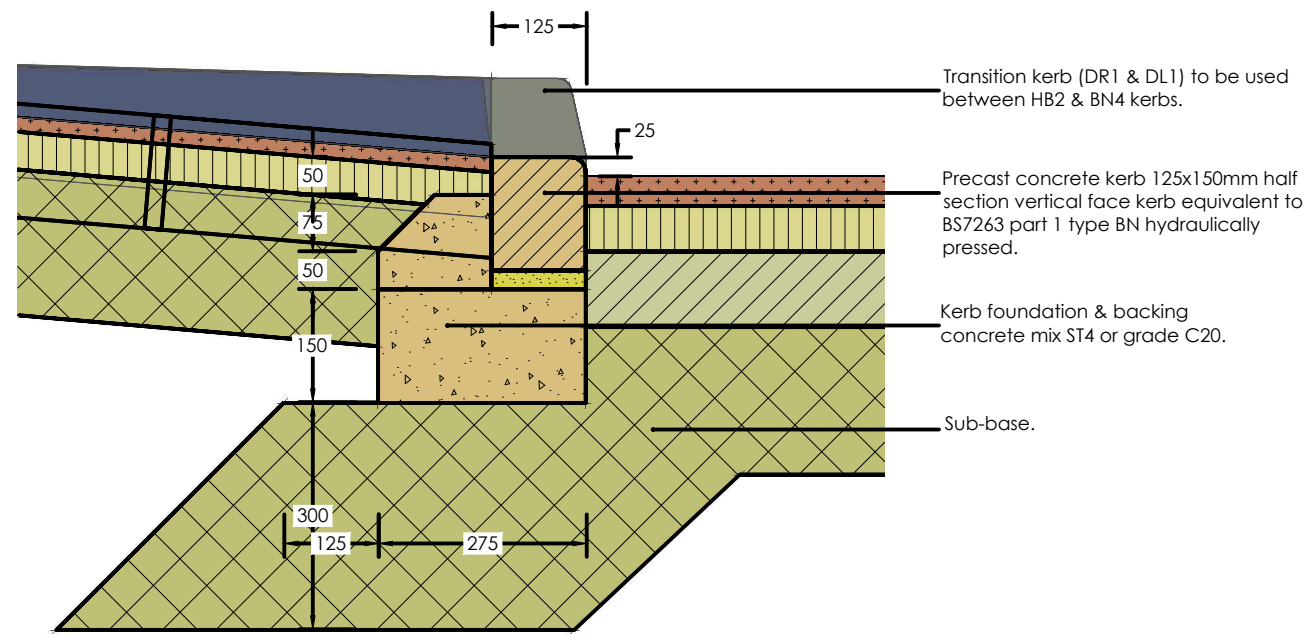 125
Transition kerb (DR1 & DL1) to be used
between HB2 & BN4 kerbs.
25
50
Precast concrete kerb 125x150mm half
section vertical face kerb equivalent to
BS7263 part 1 type BN hydraulically
pressed.
75
50
Kerb foundation & backing
concrete mix ST4 or grade C20.
150
Sub-base.
300
125
275